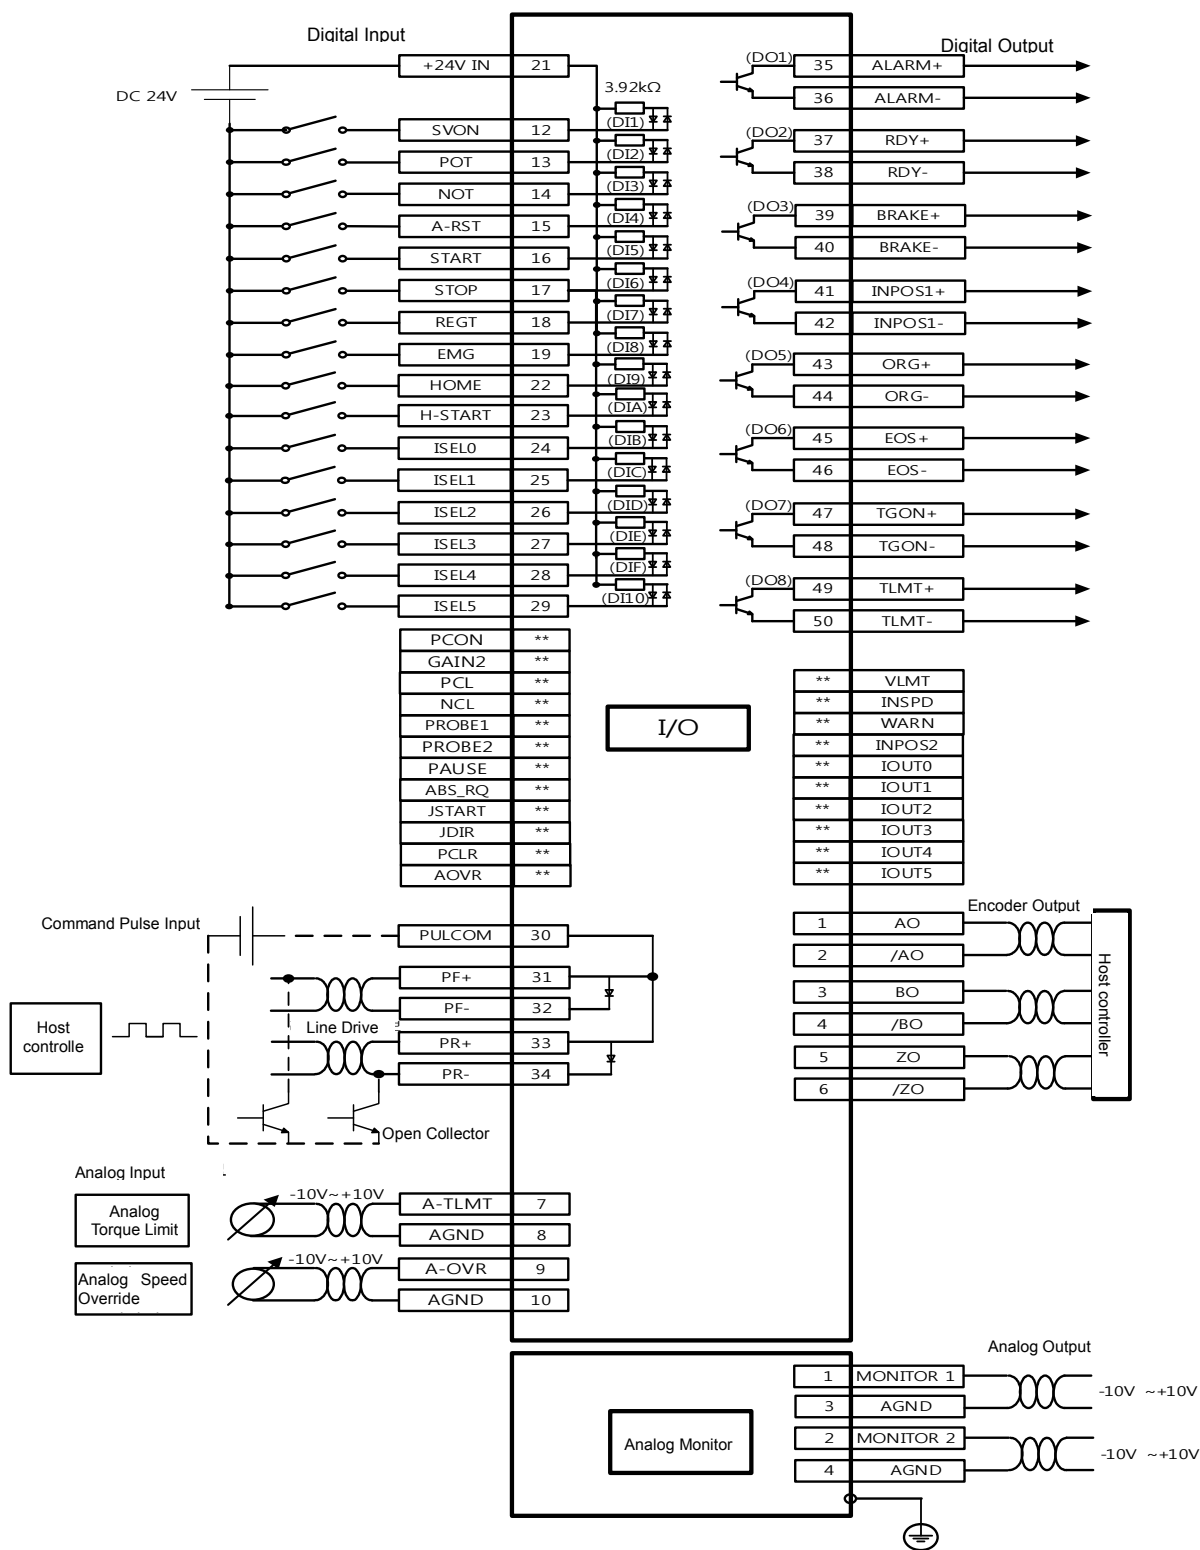 Digital Input
Digital Output
DC 24V
+24V IN 21
3.92kΩ
SVON 12 (DI1)
POT 13 (DI2)
NOT 14 (DI3)
A-RST 15 (DI4)
START 16 (DI5)
STOP 17 (DI6)
REGT 18 (DI7)
EMG 19 (DI8)
HOME 22 (DI9)
H-START 23 (DIA)
ISEL0 24 (DIB)
ISEL1 25 (DIC)
ISEL2 26 (DID)
ISEL3 27 (DIE)
ISEL4 28 (DIF)
ISEL5 29 (DI10)
PCON **
GAIN2 **
PCL **
NCL **
PROBE1 **
PROBE2 **
PAUSE **
ABS_RQ **
JSTART **
JDIR **
PCLR **
AOVR **
I/O
(DO1) 35 ALARM+
36 ALARM-
(DO2) 37 RDY+
38 RDY-
(DO3) 39 BRAKE+
40 BRAKE-
(DO4) 41 INPOS1+
42 INPOS1-
(DO5) 43 ORG+
44 ORG-
(DO6) 45 EOS+
46 EOS-
(DO7) 47 TGON+
48 TGON-
(DO8) 49 TLMT+
50 TLMT-
** VLMT
** INSPD
** WARN
** INPOS2
** IOUT0
** IOUT1
** IOUT2
** IOUT3
** IOUT4
** IOUT5
Command Pulse Input
PULCOM 30
PF+ 31
PF- 32
Line Drive
PR+ 33
PR- 34
Host
controlle
Open Collector
Encoder Output
1 AO
2 /AO
3 BO
4 /BO
5 ZO
6 /ZO
Host controller
Analog Input
Analog
Torque Limit
-10V~+10V
A-TLMT 7
AGND 8
Analog Speed
Override
-10V~+10V
A-OVR 9
AGND 10
Analog Output
Analog Monitor
1 MONITOR 1
3 AGND
-10V ~+10V
2 MONITOR 2
4 AGND
-10V ~+10V